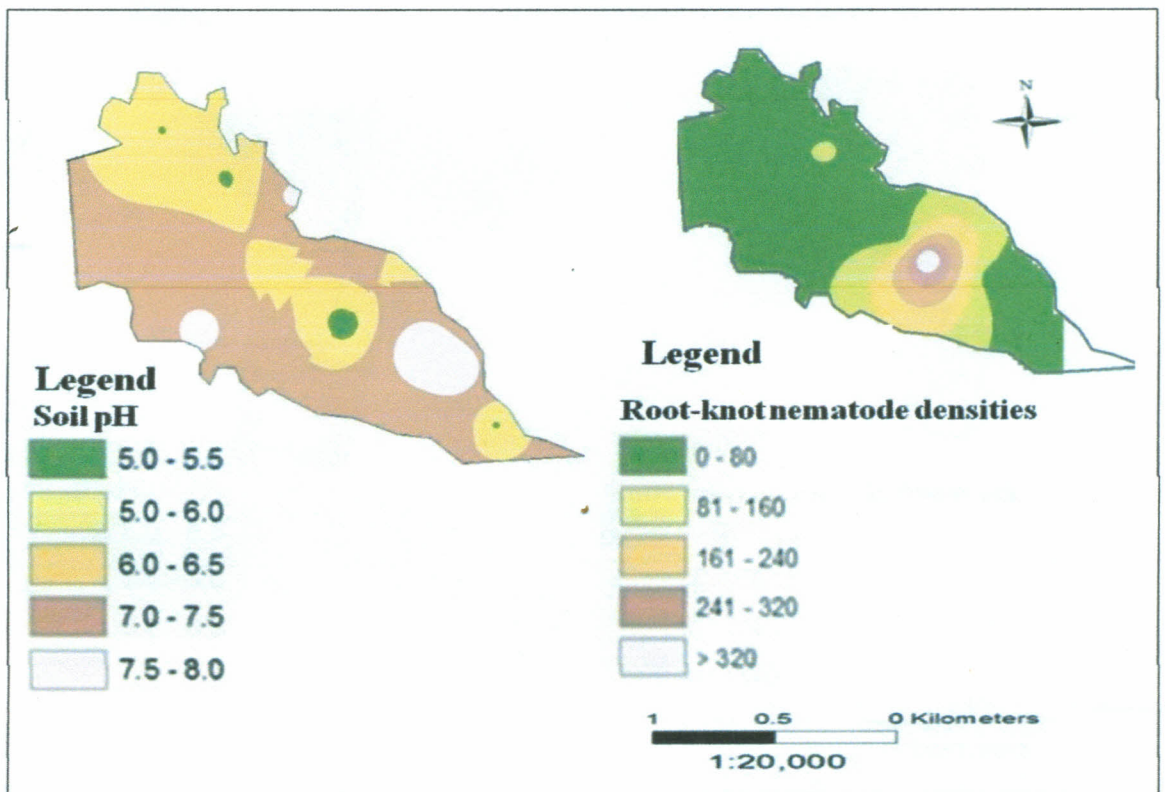 N
Legend
Soil pH
5.0 - 5.5
5.0 - 6.0
6.0 - 6.5
7.0 - 7.5
7.5 - 8.0
Legend
Root-knot nematode densities
0 - 80
81 - 160
161 - 240
241 - 320
> 320
1 0.5 0 Kilometers
1:20,000